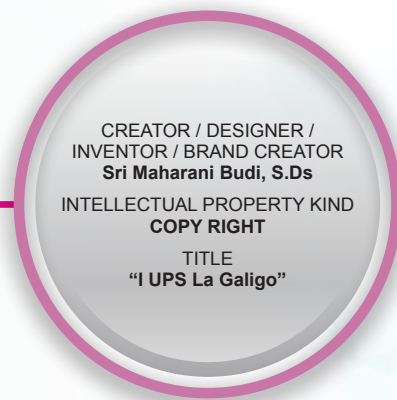 CREATOR / DESIGNER /
INVENTOR / BRAND CREATOR
Sri Maharani Budi, S.Ds
INTELLECTUAL PROPERTY KIND
COPY RIGHT
TITLE
“I UPS La Galigo”